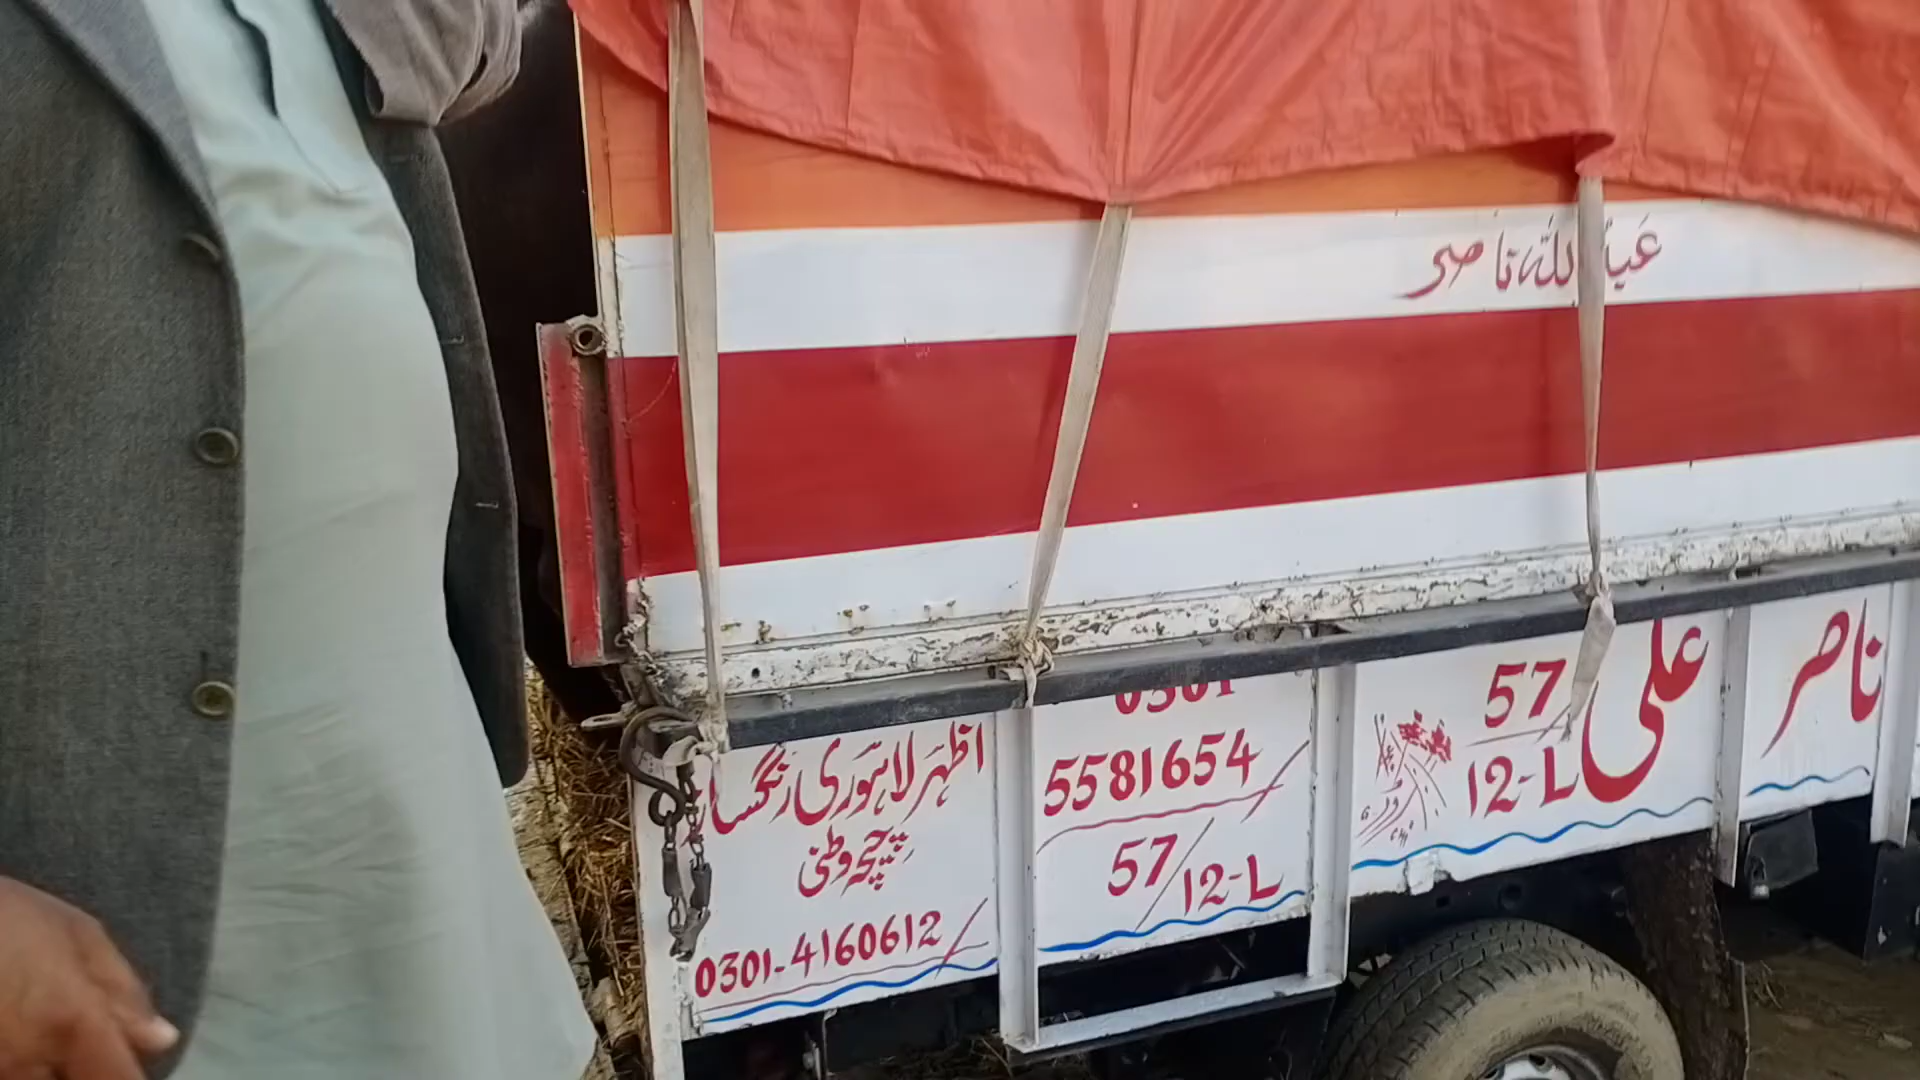 عبداللہ ناصر
ناصر
علی
57
12-L
0301
5581654
57/12-L
اظہر لاہوری رنگساز
چیچہ وطنی
0301-4160612